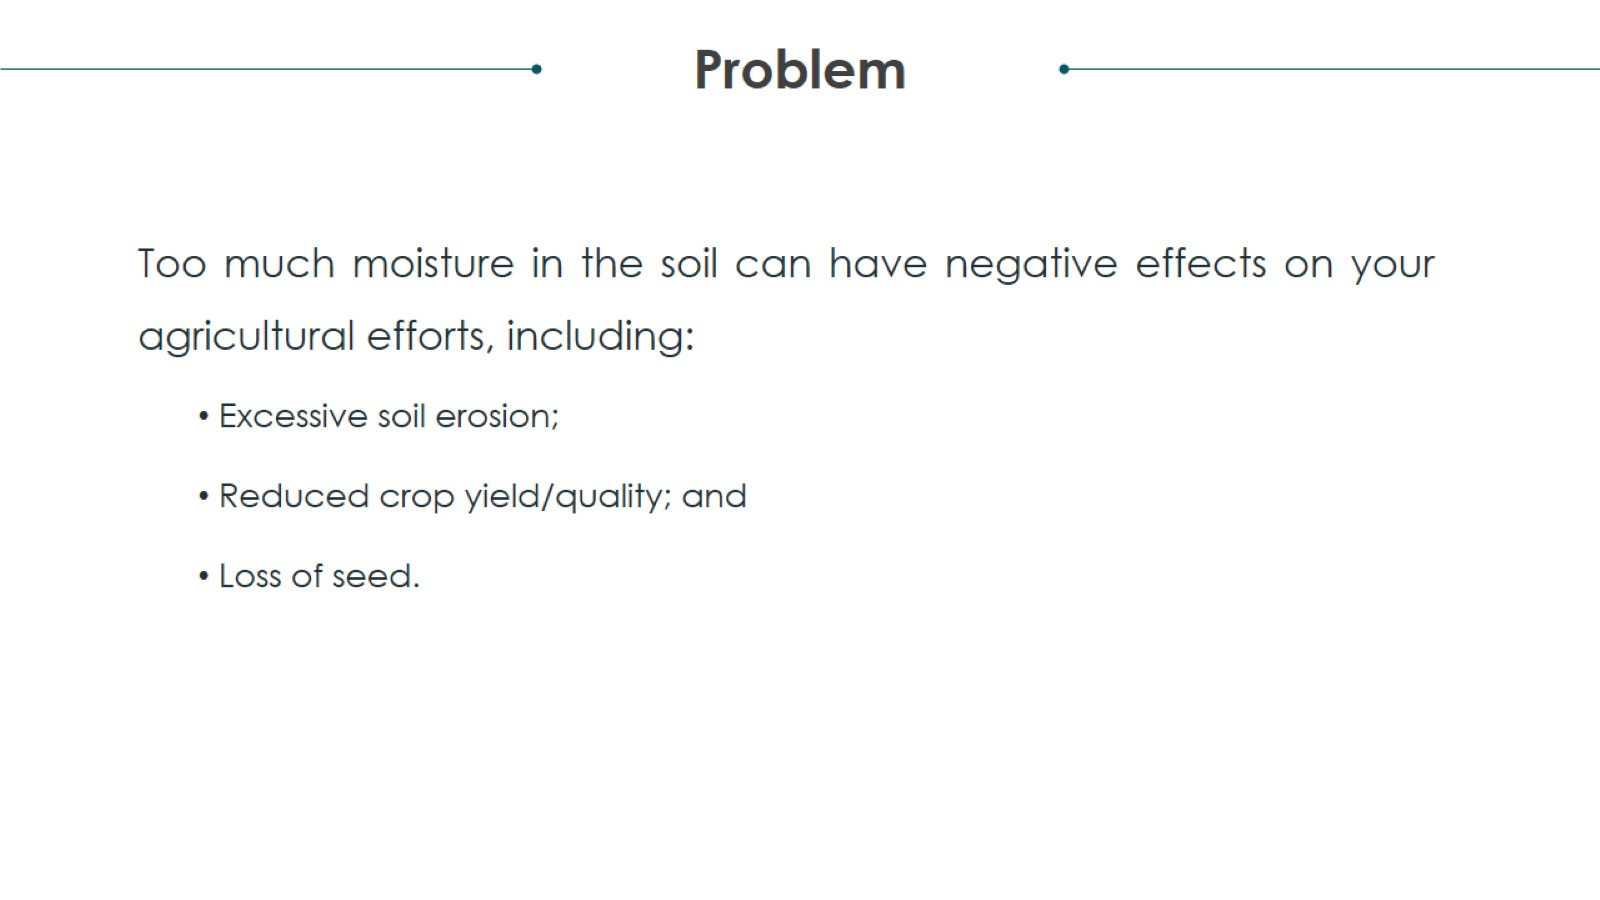 Problem
Too much moisture in the soil can have negative effects on your
agricultural efforts, including:
• Excessive soil erosion;
• Reduced crop yield/quality; and
• Loss of seed.